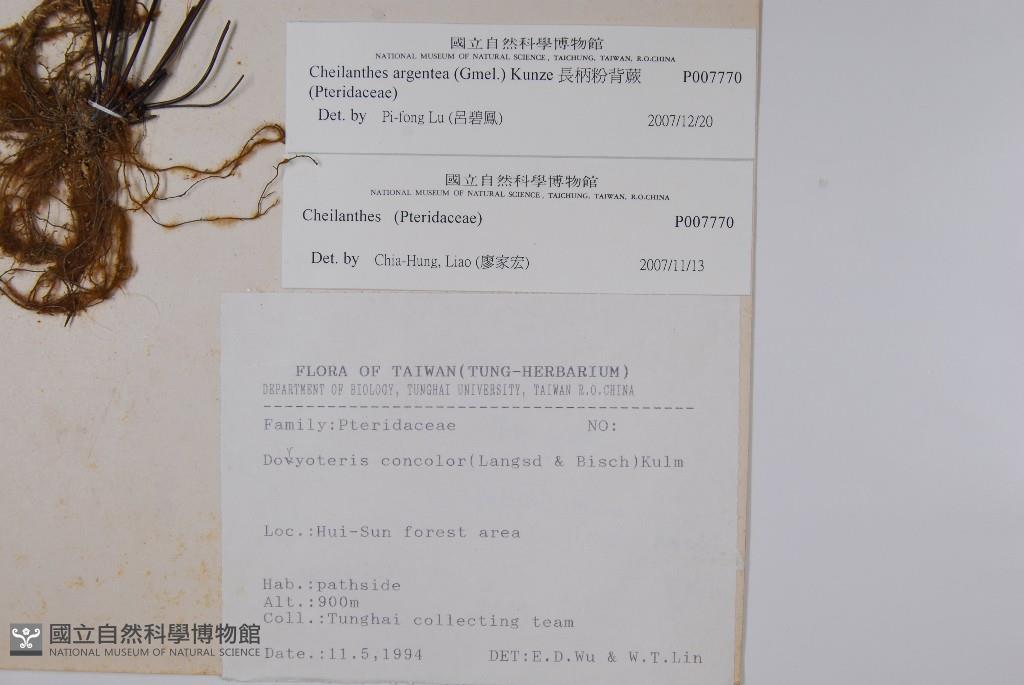 國立自然科學博物館
NATIONAL MUSEUM OF NATURAL SCIENCE, TAICHUNG, TAIWAN, R.O.CHINA
Cheilanthes argentea (Gmel.) Kunze 長柄粉背蕨 P007770
(Pteridaceae)
Det. by Pi-fong Lu (呂碧鳳) 2007/12/20
國立自然科學博物館
NATIONAL MUSEUM OF NATURAL SCIENCE, TAICHUNG, TAIWAN, R.O.CHINA
Cheilanthes (Pteridaceae) P007770
Det. by Chia-Hung, Liao (廖家宏) 2007/11/13
FLORA OF TAIWAN(TUNG-HERBARIUM)
DEPARTMENT OF BIOLOGY, TUNGHAI UNIVERSITY, TAIWAN R.O.CHINA
Family:Pteridaceae NO:
Doryoteris concolor(Langsd & Bisch)Kulm
Loc.:Hui-Sun forest area
Hab.:pathside
Alt.:900m
Coll.:Tunghai collecting team
Date.:11.5,1994 DET:E.D.Wu & W.T.Lin
國立自然科學博物館
NATIONAL MUSEUM OF NATURAL SCIENCE